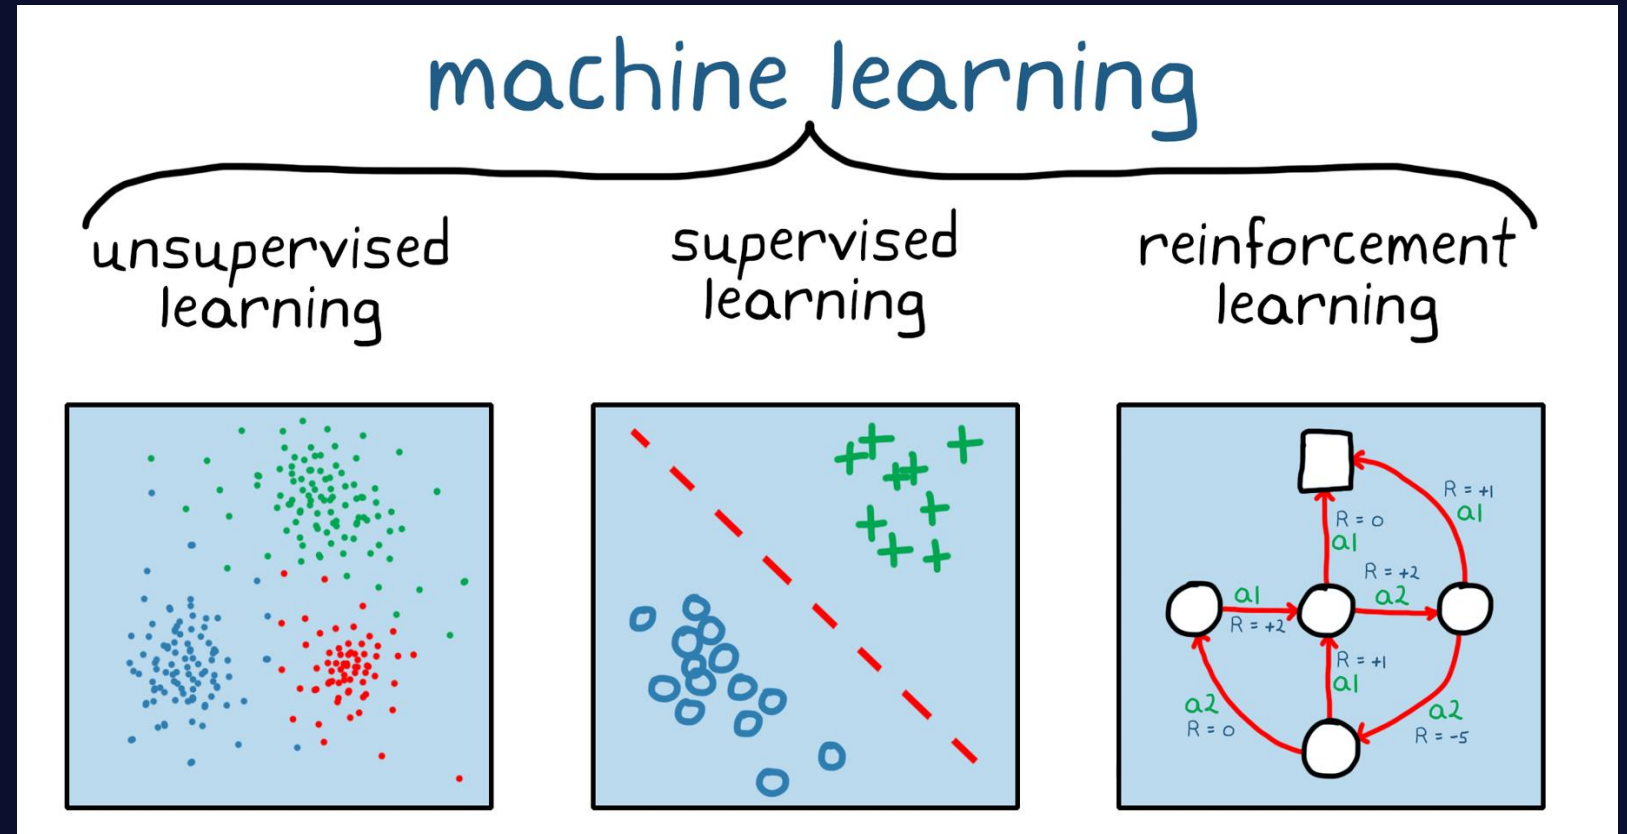 machine learning
unsupervised
learning
supervised
learning
reinforcement
learning
R = +1
a1
R = 0
a1
R = +2
a2
a1
R = +2
R = +1
a1
a2
R = 0
a2
R = -5